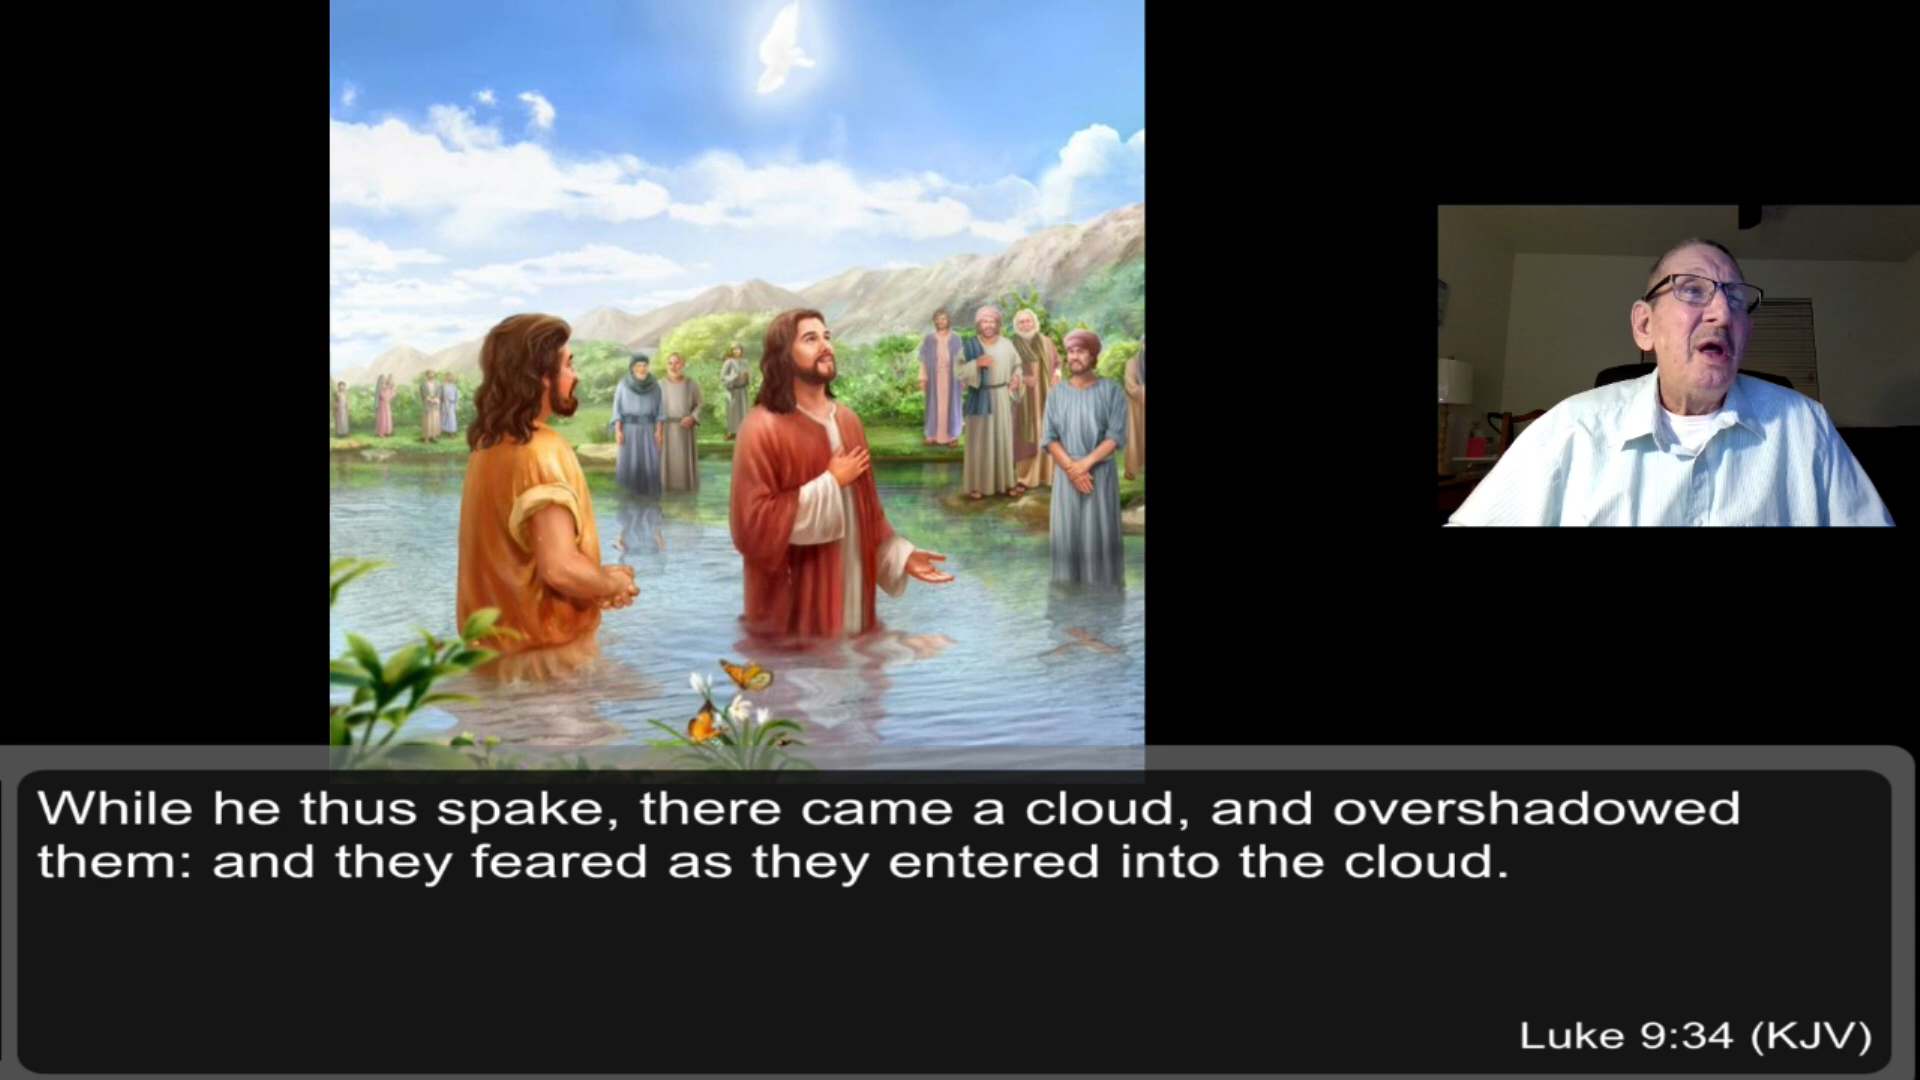 While he thus spake, there came a cloud, and overshadowed
them: and they feared as they entered into the cloud.
Luke 9:34 (KJV)